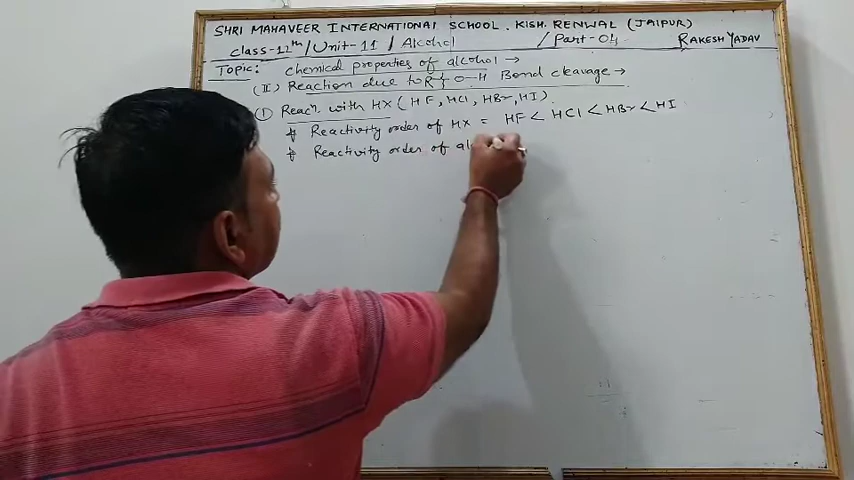 SHRI MAHAVEER INTERNATIONAL SCHOOL. KISH. RENWAL (JAIPUR)
CLASS-12th/Unit-11 / Alcohol / Part-04 RAKESH YADAV
Topic: chemical properties of alcohol →
(II) Reaction due to R O-H Bond cleavage →
① Reacn with HX (HF, HCl, HBr, HI)
* Reactivity order of HX = HF < HCl < HBr < HI
* Reactivity order of al